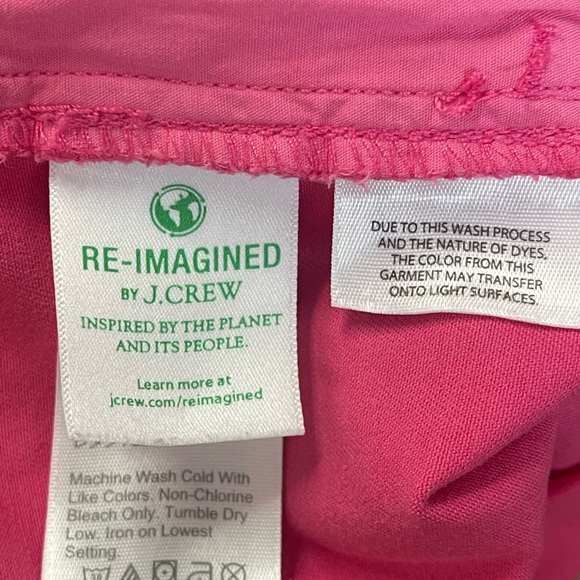 RE-IMAGINED
BY J.CREW
INSPIRED BY THE PLANET
AND ITS PEOPLE.
Learn more at
jcrew.com/reimagined
DUE TO THIS WASH PROCESS
AND THE NATURE OF DYES,
THE COLOR FROM THIS
GARMENT MAY TRANSFER
ONTO LIGHT SURFACES.
Machine Wash Cold With
Like Colors. Non-Chlorine
Bleach Only. Tumble Dry
Low. Iron on Lowest
Setting.